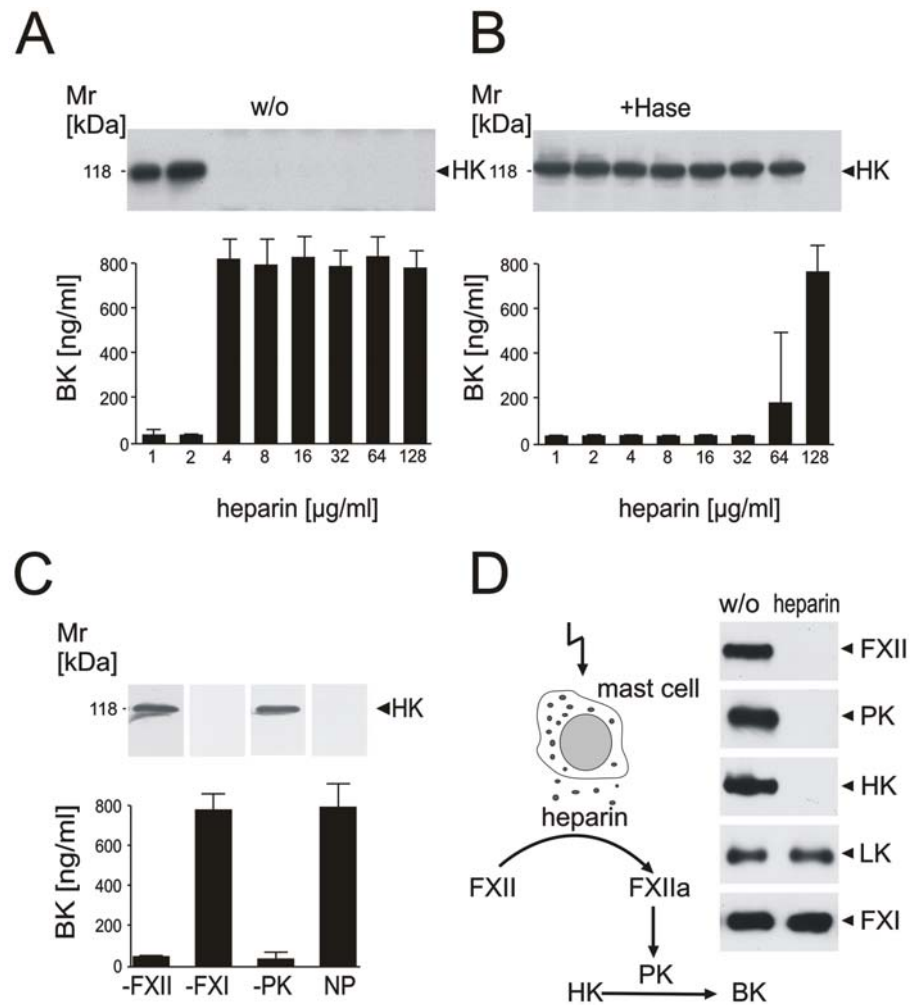 A
Mr
[kDa]
w/o
118 -
◄HK
BK [ng/ml]
800
600
400
200
0
1 2 4 8 16 32 64 128
heparin [µg/ml]
B
Mr
[kDa]
+Hase
118 -
◄HK
BK [ng/ml]
800
600
400
200
0
1 2 4 8 16 32 64 128
heparin [µg/ml]
C
Mr
[kDa]
118 -
◄HK
BK [ng/ml]
800
600
400
200
0
-FXII -FXI -PK NP
D
mast cell
heparin
FXII FXIIa
PK
HK BK
w/o heparin
◄ FXII
◄ PK
◄ HK
◄ LK
◄ FXI